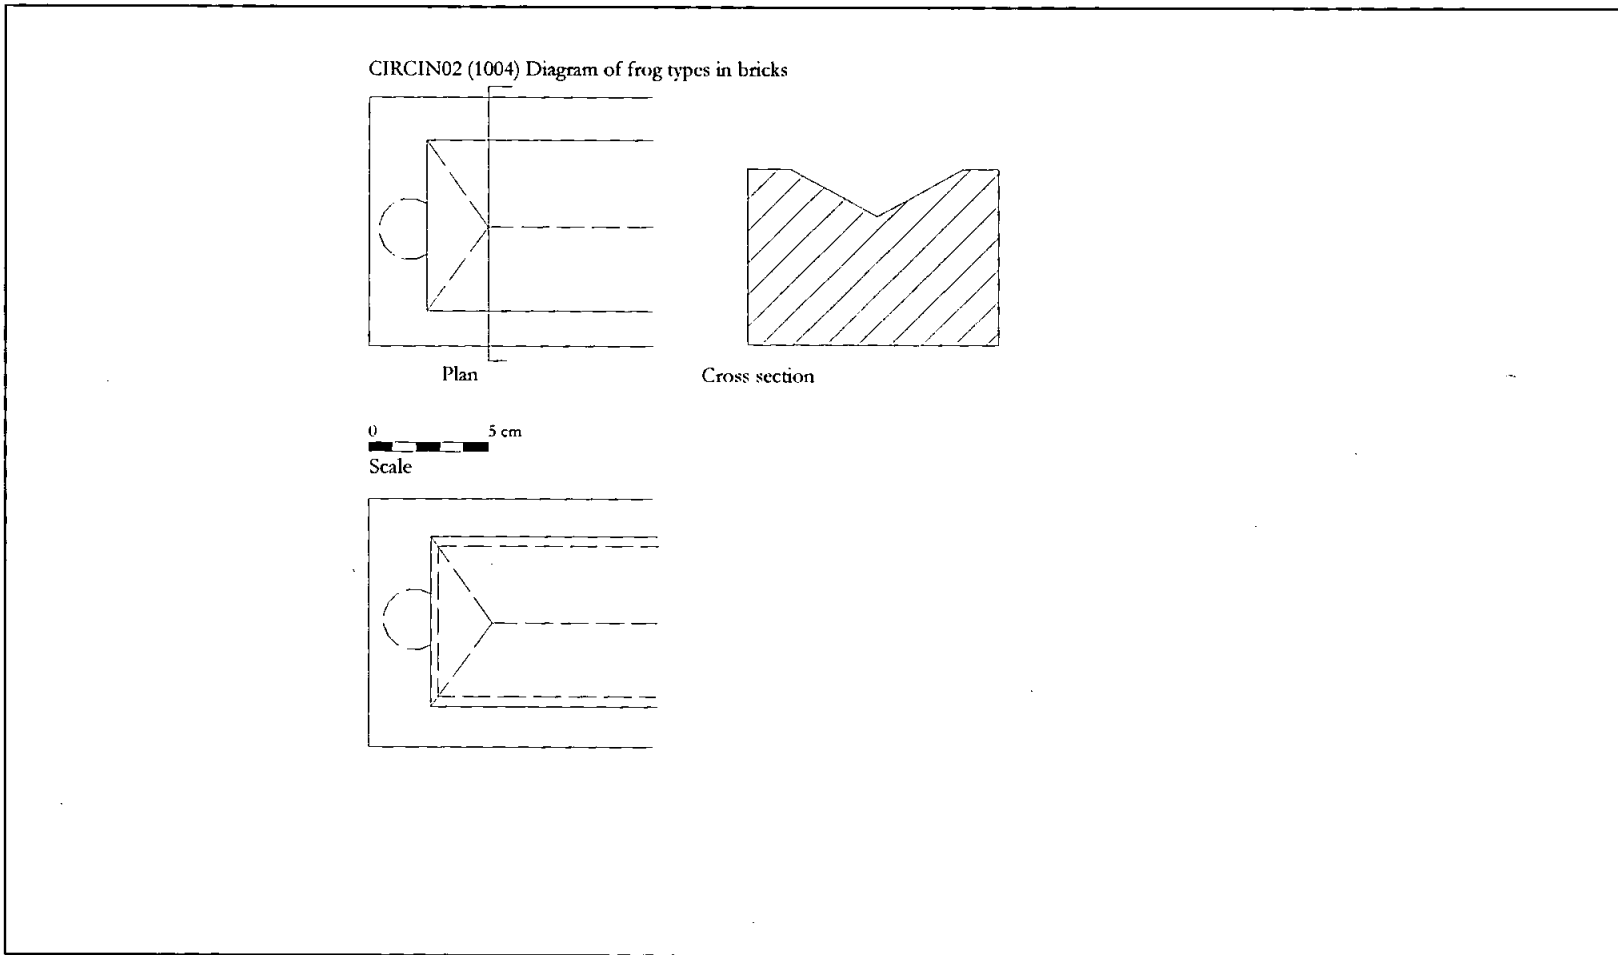 CIRCIN02 (1004) Diagram of frog types in bricks
Plan
Cross section
0 5 cm
Scale